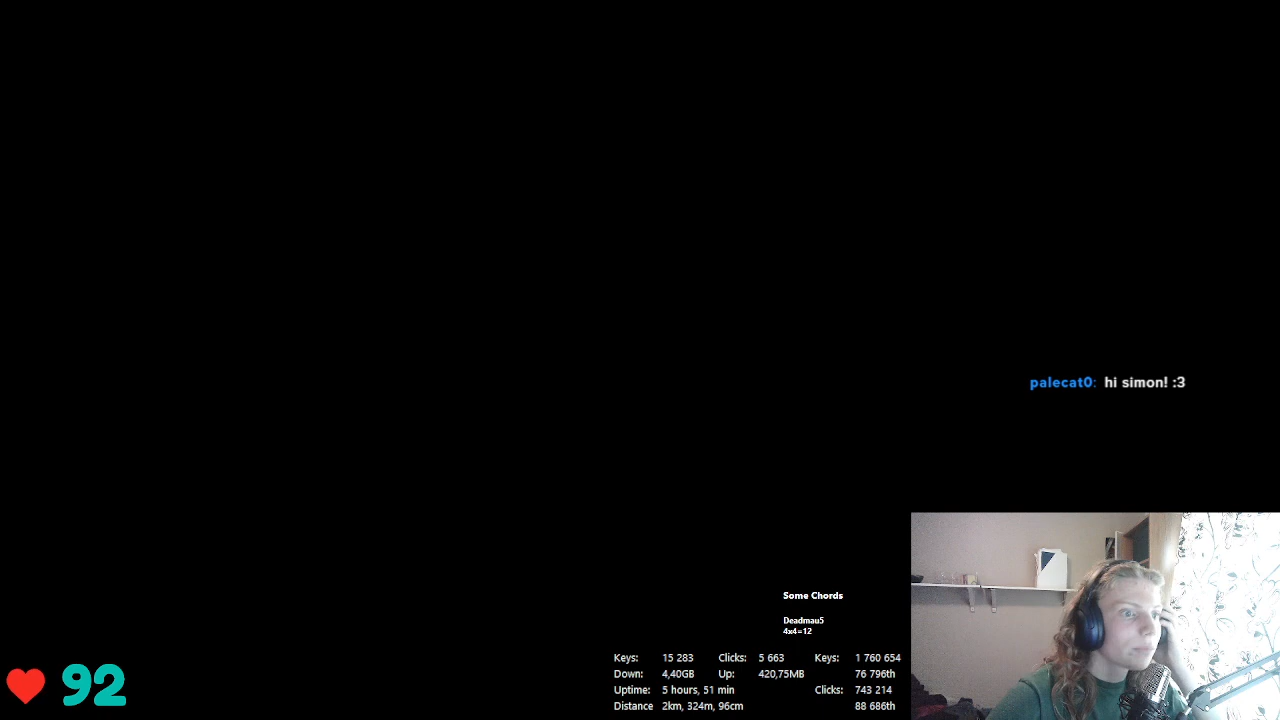 palecat0: hi simon! :3
Some Chords
Deadmau5
4x4=12
Keys: 15 283 Clicks: 5 663 Keys: 1 760 654
Down: 4,40GB Up: 420,75MB 76 796th
Uptime: 5 hours, 51 min Clicks: 743 214
Distance 2km, 324m, 96cm 88 686th
92